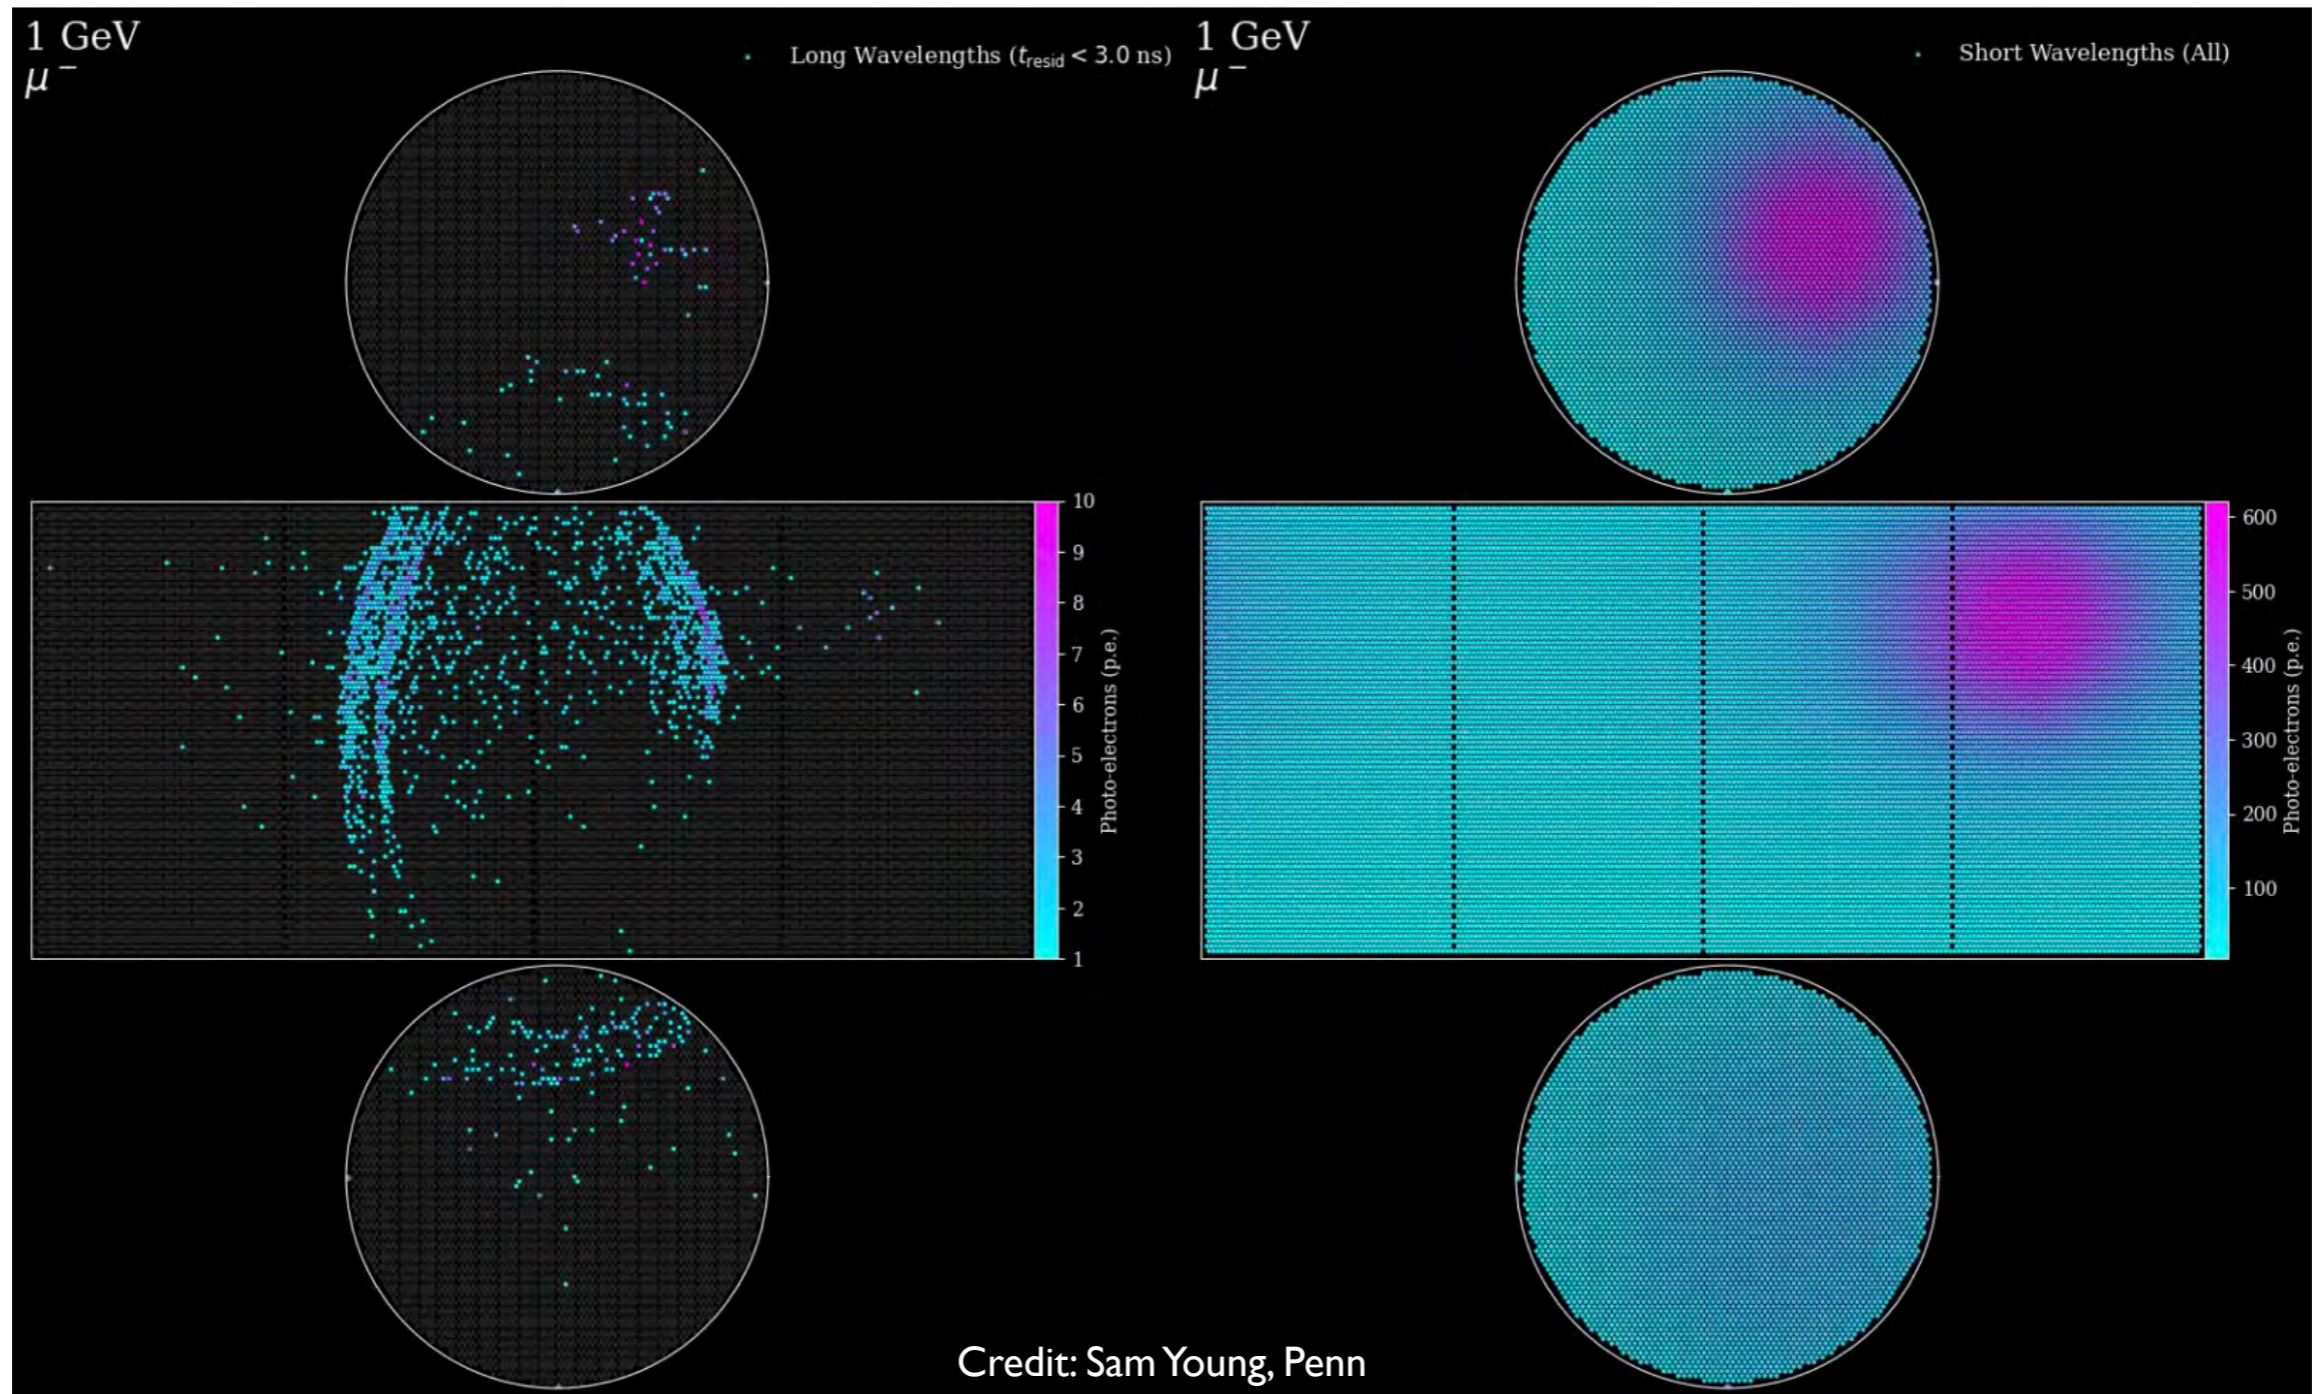 1 GeV
μ⁻
Long Wavelengths (t_resid < 3.0 ns)
10
9
8
7
6
5
4
3
2
1
Photo-electrons (p.e.)
1 GeV
μ⁻
Short Wavelengths (All)
600
500
400
300
200
100
Photo-electrons (p.e.)
Credit: Sam Young, Penn